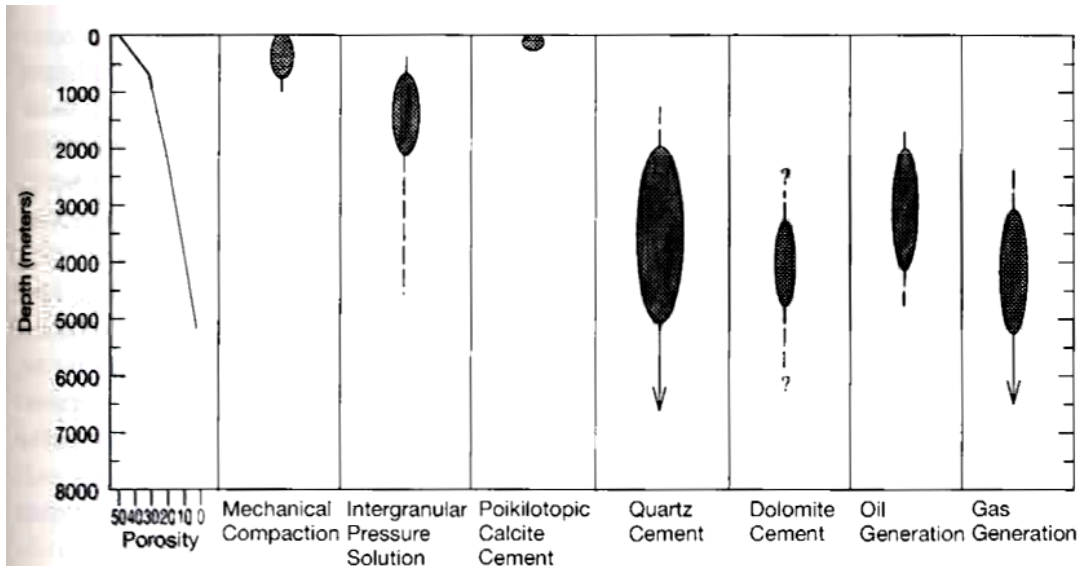 0
1000
2000
3000
4000
5000
6000
7000
8000
Depth (meters)
50 40 30 20 10 0
Porosity
Mechanical
Compaction
Intergranular
Pressure
Solution
Poikilotopic
Calcite
Cement
Quartz
Cement
?
?
Dolomite
Cement
Oil
Generation
Gas
Generation